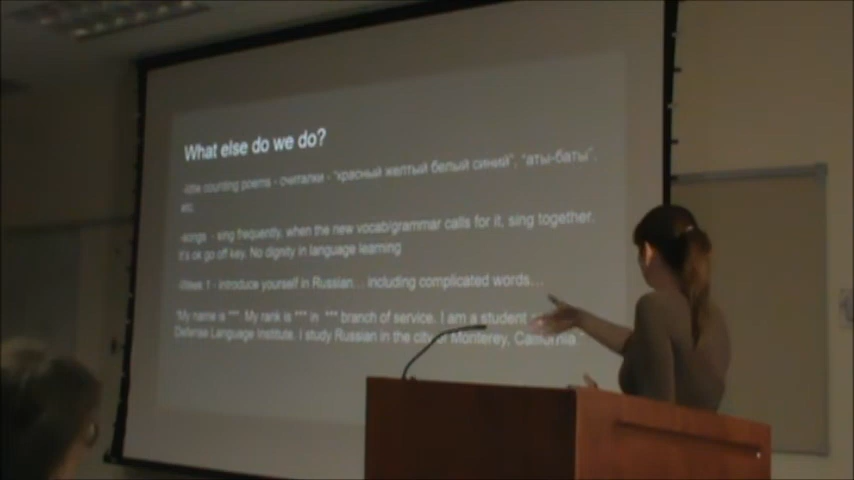 What else do we do?
-little counting poems - считалки - "красный желтый белый синий", "аты-баты",
etc.
-songs - sing frequently, when the new vocab/grammar calls for it, sing together.
It's ok go off key. No dignity in language learning
-Week 1 - introduce yourself in Russian... including complicated words...
"My name is ***. My rank is *** in *** branch of service. I am a student
Defense Language Institute. I study Russian in the city of Monterey, California."